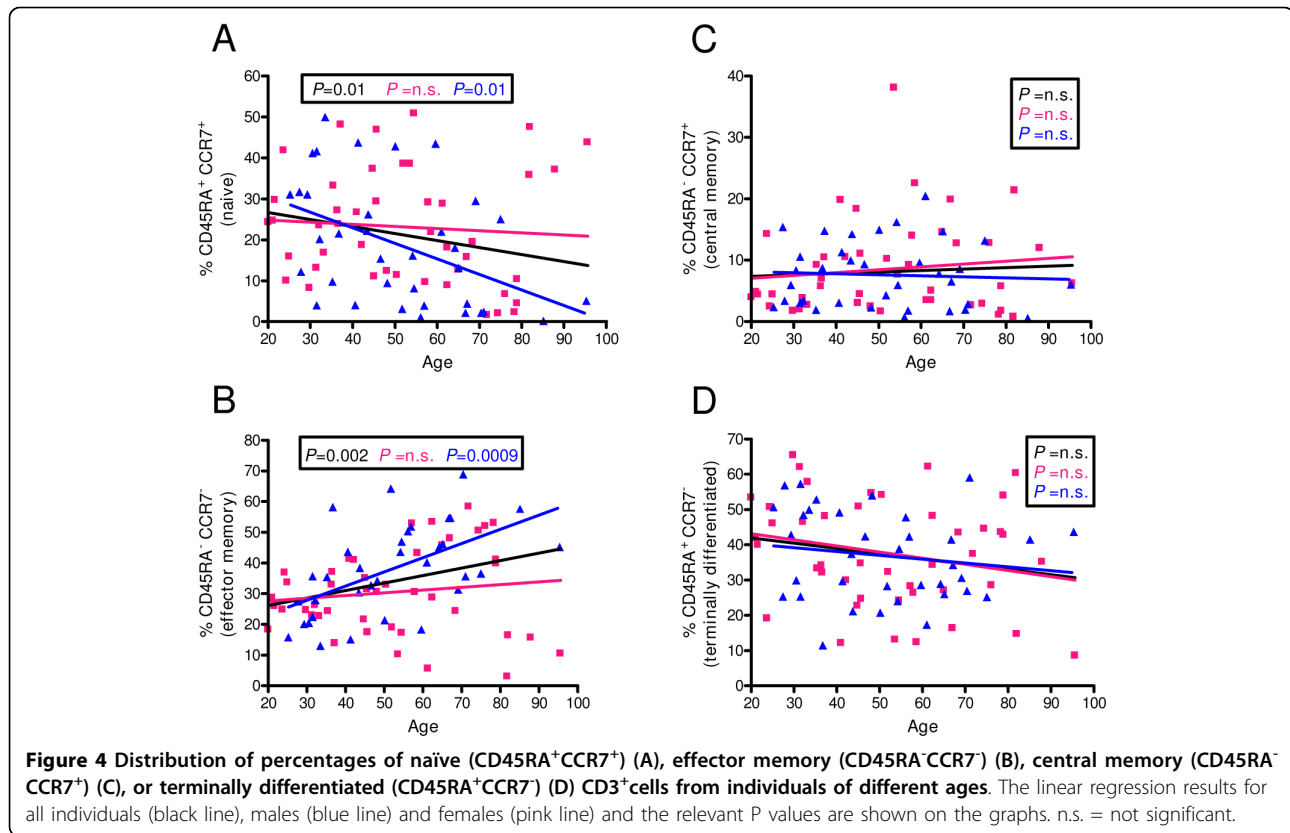 A
P=0.01 P=n.s. P=0.01
60
50
40
30
20
10
0
% CD45RA⁺ CCR7⁺
(naive)
20 30 40 50 60 70 80 90 100
Age
C
P=n.s.
P=n.s.
P=n.s.
40
30
20
10
0
% CD45RA⁻ CCR7⁺
(central memory)
20 30 40 50 60 70 80 90 100
Age
B
P=0.002 P=n.s. P=0.0009
80
70
60
50
40
30
20
10
0
% CD45RA⁻ CCR7⁻
(effector memory)
20 30 40 50 60 70 80 90 100
Age
D
P=n.s.
P=n.s.
P=n.s.
70
60
50
40
30
20
10
0
% CD45RA⁺ CCR7⁻
(terminally differentiated)
20 30 40 50 60 70 80 90 100
Age
Figure 4 Distribution of percentages of naïve (CD45RA⁺CCR7⁺) (A), effector memory (CD45RA⁻CCR7⁻) (B), central memory (CD45RA⁻
CCR7⁺) (C), or terminally differentiated (CD45RA⁺CCR7⁻) (D) CD3⁺cells from individuals of different ages. The linear regression results for
all individuals (black line), males (blue line) and females (pink line) and the relevant P values are shown on the graphs. n.s. = not significant.